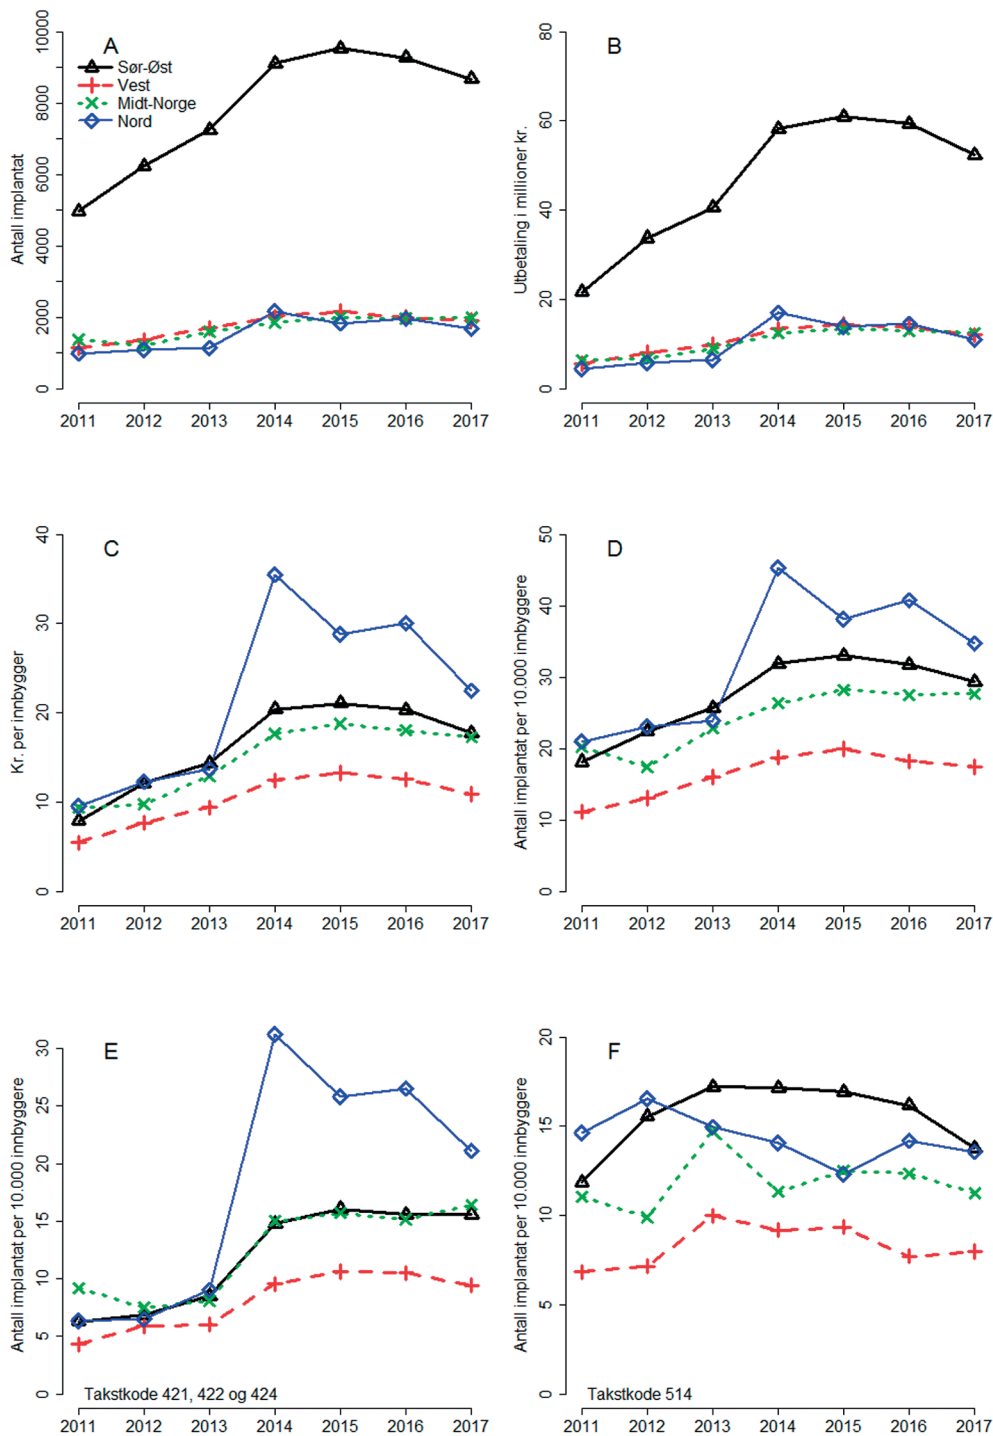 A
Sør-Øst
Vest
Midt-Norge
Nord
Antall implantat
0 2000 4000 6000 8000 10000
2011 2012 2013 2014 2015 2016 2017
B
Utbetaling i millioner kr.
0 20 40 60 80
2011 2012 2013 2014 2015 2016 2017
C
Kr. per innbygger
0 10 20 30 40
2011 2012 2013 2014 2015 2016 2017
D
Antall implantat per 10.000 innbyggere
0 10 20 30 40 50
2011 2012 2013 2014 2015 2016 2017
E
Antall implantat per 10.000 innbyggere
0 5 10 15 20 25 30
Takstkode 421, 422 og 424
2011 2012 2013 2014 2015 2016 2017
F
Antall implantat per 10.000 innbyggere
0 5 10 15 20
Takstkode 514
2011 2012 2013 2014 2015 2016 2017